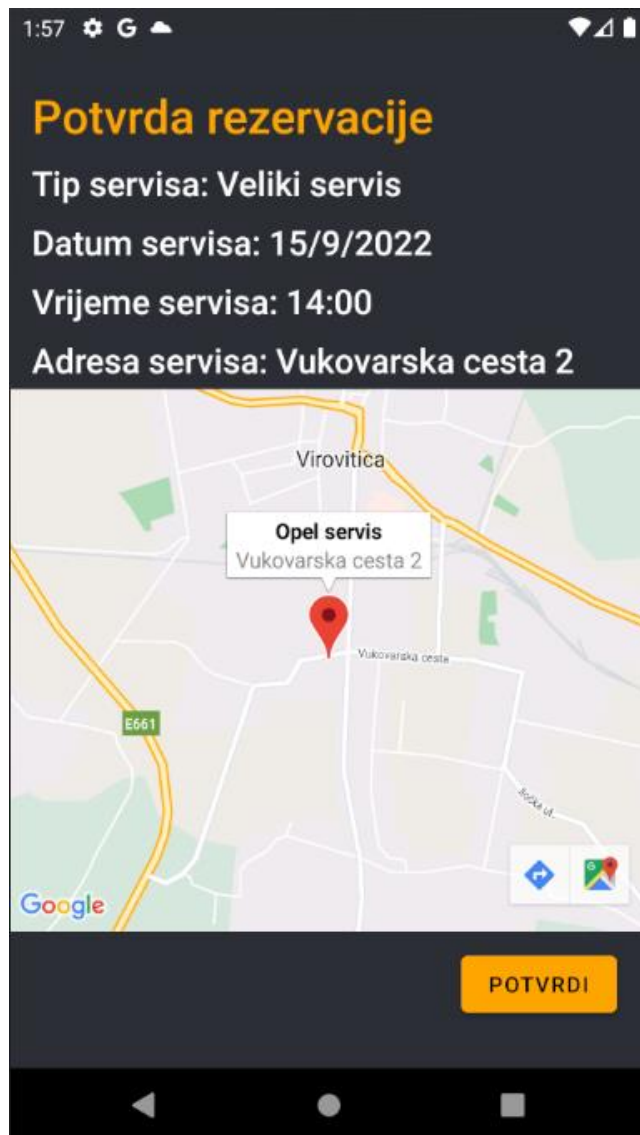 1:57 G
Potvrda rezervacije
Tip servisa: Veliki servis
Datum servisa: 15/9/2022
Vrijeme servisa: 14:00
Adresa servisa: Vukovarska cesta 2
Virovitica
Opel servis
Vukovarska cesta 2
Vukovarska cesta
E661
Google
POTVRDI